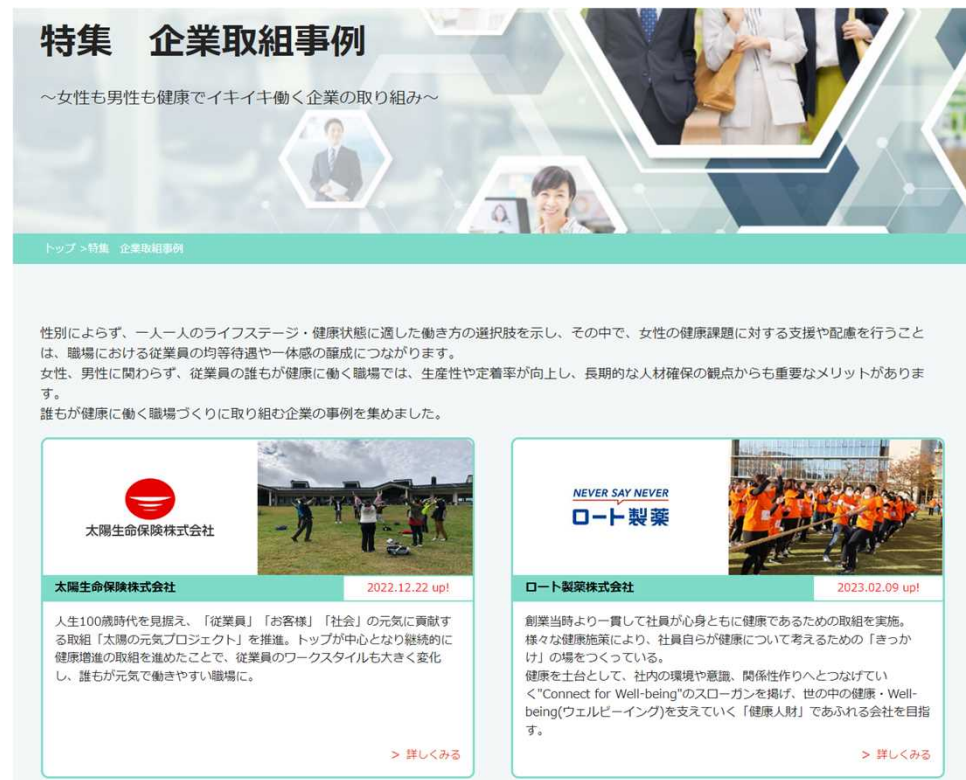 特集　企業取組事例
～女性も男性も健康でイキイキ働く企業の取り組み～
トップ >特集　企業取組事例
性別によらず、一人一人のライフステージ・健康状態に適した働き方の選択肢を示し、その中で、女性の健康課題に対する支援や配慮を行うこと
は、職場における従業員の均等待遇や一体感の醸成につながります。
女性、男性に関わらず、従業員の誰もが健康に働く職場では、生産性や定着率が向上し、長期的な人材確保の観点からも重要なメリットがありま
す。
誰もが健康に働く職場づくりに取り組む企業の事例を集めました。
太陽生命保険株式会社
太陽生命保険株式会社
2022.12.22 up!
人生100歳時代を見据え、「従業員」「お客様」「社会」の元気に貢献す
る取組「太陽の元気プロジェクト」を推進。トップが中心となり継続的に
健康増進の取組を進めたことで、従業員のワークスタイルも大きく変化
し、誰もが元気で働きやすい職場に。
> 詳しくみる
NEVER SAY NEVER
ロート製薬
ロート製薬株式会社
2023.02.09 up!
創業当時より一貫して社員が心身ともに健康であるための取組を実施。
様々な健康施策により、社員自らが健康について考えるための「きっか
け」の場をつくっている。
健康を土台として、社内の環境や意識、関係性作りへとつなげてい
く"Connect for Well-being"のスローガンを掲げ、世の中の健康・Well-
being(ウェルビーイング)を支えていく「健康人財」であふれる会社を目指
す。
> 詳しくみる